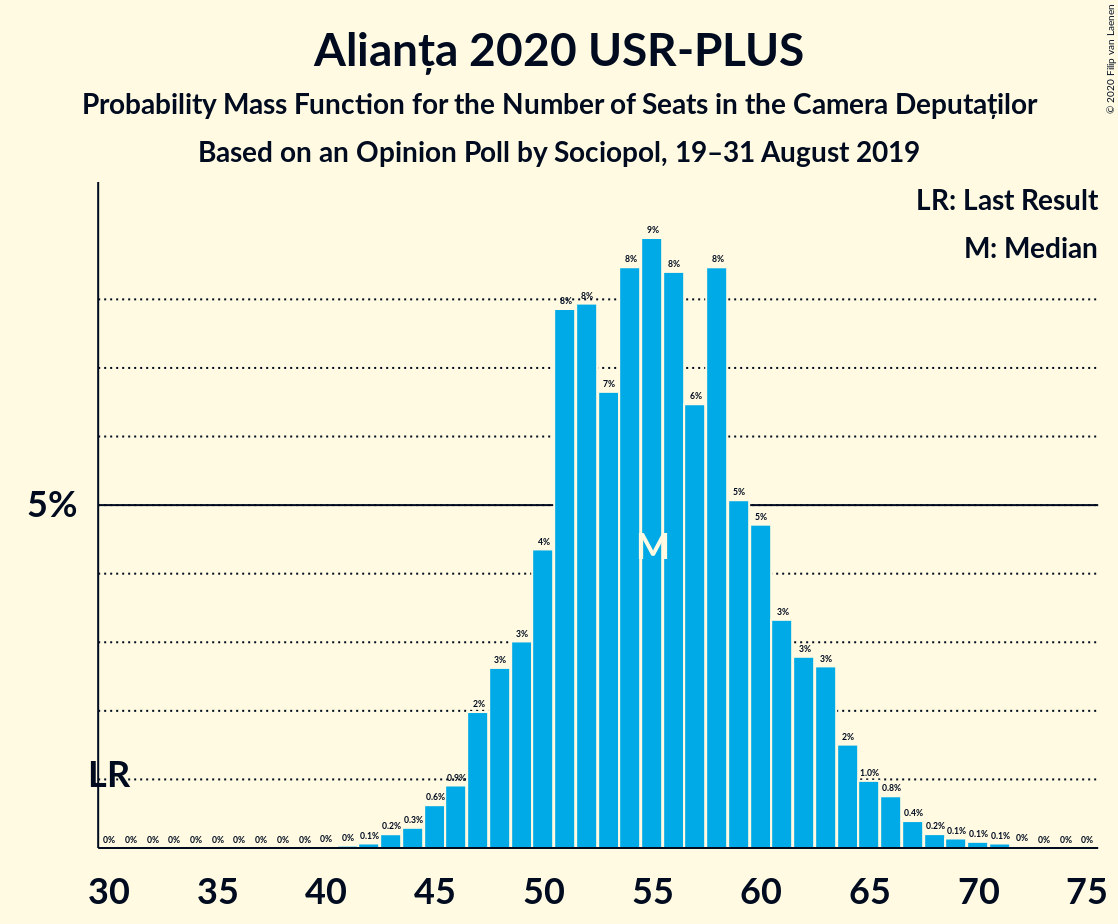 Alianța 2020 USR-PLUS
Probability Mass Function for the Number of Seats in the Camera Deputaților
Based on an Opinion Poll by Sociopol, 19–31 August 2019
© 2020 Filip van Laenen
LR: Last Result
M: Median
5%
LR
M
0% 0% 0% 0% 0% 0% 0% 0% 0% 0% 0% 0% 0.1% 0.2% 0.3% 0.6% 0.9% 2% 3% 3% 4% 8% 8% 7% 8% 9% 8% 6% 8% 5% 5% 3% 3% 3% 2% 1.0% 0.8% 0.4% 0.2% 0.1% 0.1% 0.1% 0% 0% 0% 0%
30 35 40 45 50 55 60 65 70 75